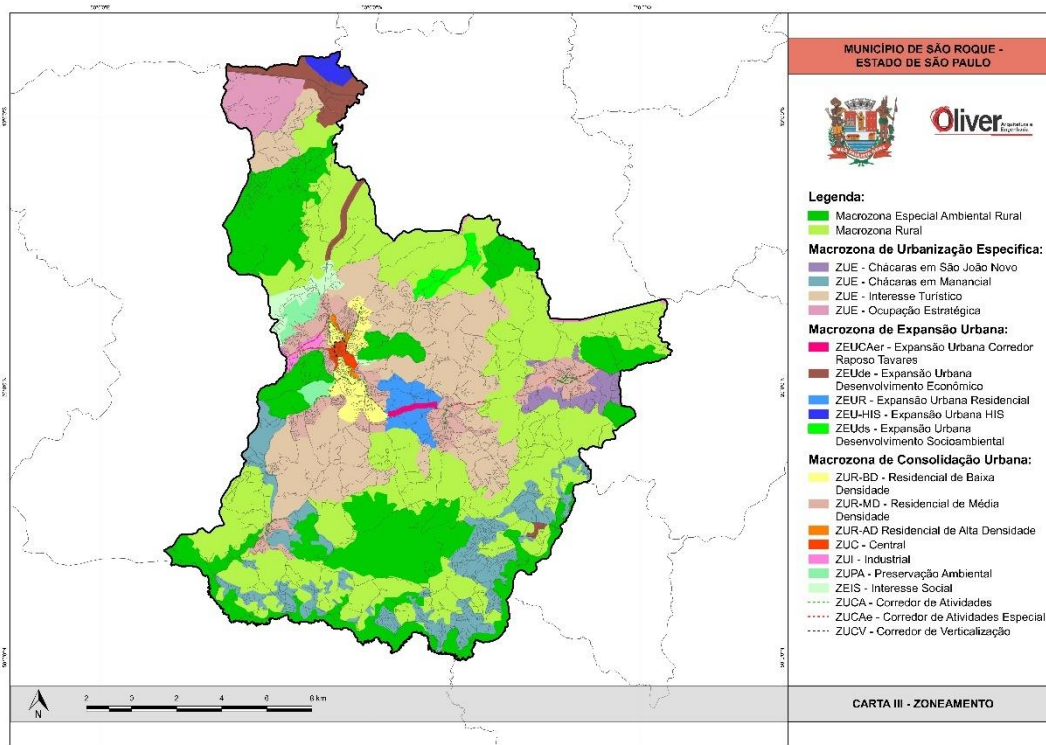 MUNICÍPIO DE SÃO ROQUE -
ESTADO DE SÃO PAULO
Oliver Arquitetura e
Engenharia
Legenda:
Macrozona Especial Ambiental Rural
Macrozona Rural
Macrozona de Urbanização Específica:
ZUE - Chácaras em São João Novo
ZUE - Chácaras em Manancial
ZUE - Interesse Turístico
ZUE - Ocupação Estratégica
Macrozona de Expansão Urbana:
ZEUCAer - Expansão Urbana Corredor
Raposo Tavares
ZEUde - Expansão Urbana
Desenvolvimento Econômico
ZEUR - Expansão Urbana Residencial
ZEU-HIS - Expansão Urbana HIS
ZEUds - Expansão Urbana
Desenvolvimento Socioambiental
Macrozona de Consolidação Urbana:
ZUR-BD - Residencial de Baixa
Densidade
ZUR-MD - Residencial de Média
Densidade
ZUR-AD Residencial de Alta Densidade
ZUC - Central
ZUI - Industrial
ZUPA - Preservação Ambiental
ZEIS - Interesse Social
ZUCA - Corredor de Atividades
ZUCAe - Corredor de Atividades Especial
ZUCV - Corredor de Verticalização
N
2 0 2 4 6 8 km
CARTA III - ZONEAMENTO